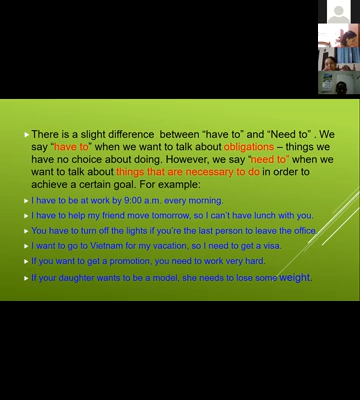 There is a slight difference between "have to" and "Need to" . We
say "have to" when we want to talk about obligations – things we
have no choice about doing. However, we say "need to" when we
want to talk about things that are necessary to do in order to
achieve a certain goal. For example:
I have to be at work by 9:00 a.m. every morning.
I have to help my friend move tomorrow, so I can't have lunch with you.
You have to turn off the lights if you're the last person to leave the office.
I want to go to Vietnam for my vacation, so I need to get a visa.
If you want to get a promotion, you need to work very hard.
If your daughter wants to be a model, she needs to lose some weight.